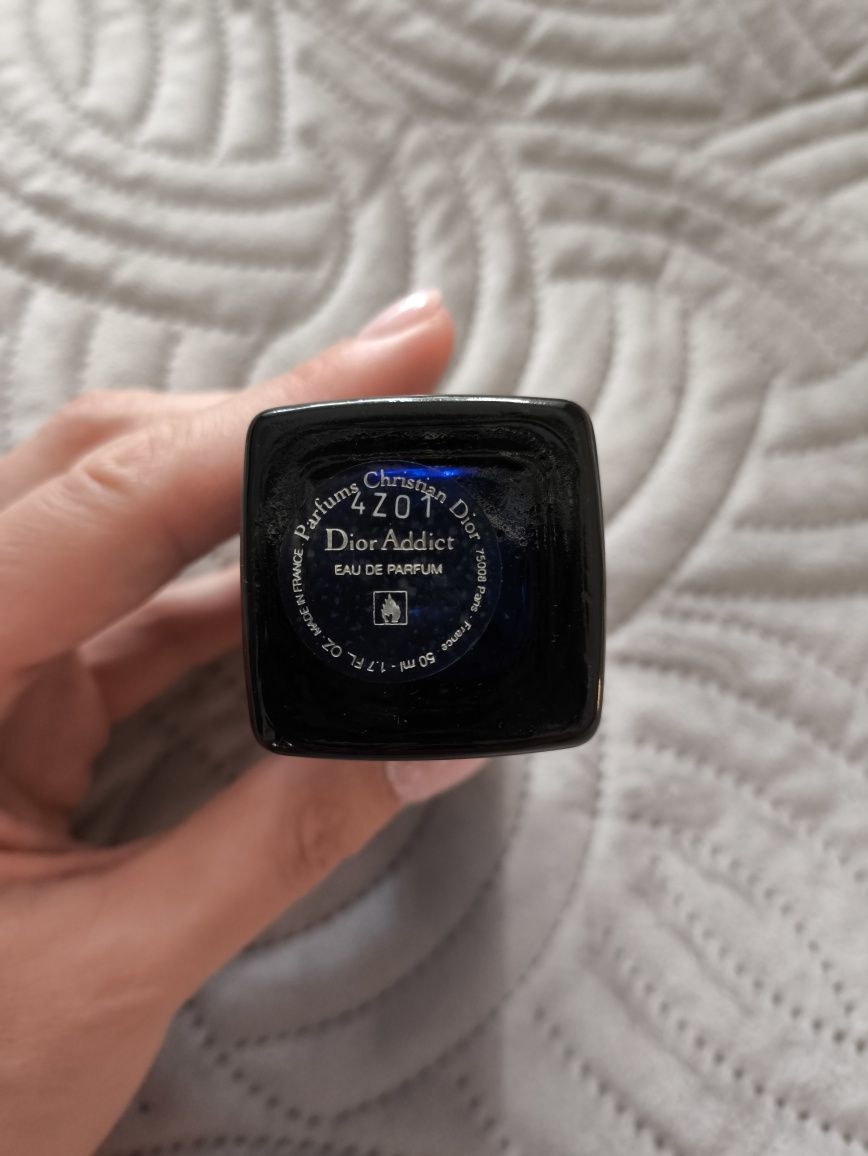 Parfums Christian Dior
4Z01
Dior Addict
EAU DE PARFUM
75008 Paris · France · 50 ml - 1.7 FL. OZ · MADE IN FRANCE